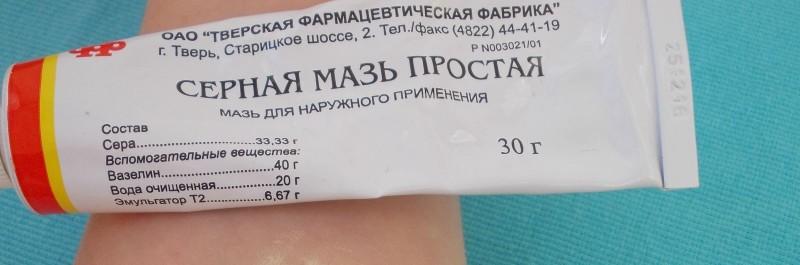 ОАО "ТВЕРСКАЯ ФАРМАЦЕВТИЧЕСКАЯ ФАБРИКА"
г. Тверь, Старицкое шоссе, 2. Тел./факс (4822) 44-41-19
Р N003021/01
СЕРНАЯ МАЗЬ ПРОСТАЯ
МАЗЬ ДЛЯ НАРУЖНОГО ПРИМЕНЕНИЯ
Состав
Сера......................33,33 г
Вспомогательные вещества:
Вазелин.......................40 г
Вода очищенная.............20 г
Эмульгатор Т2............6,67 г
30 г